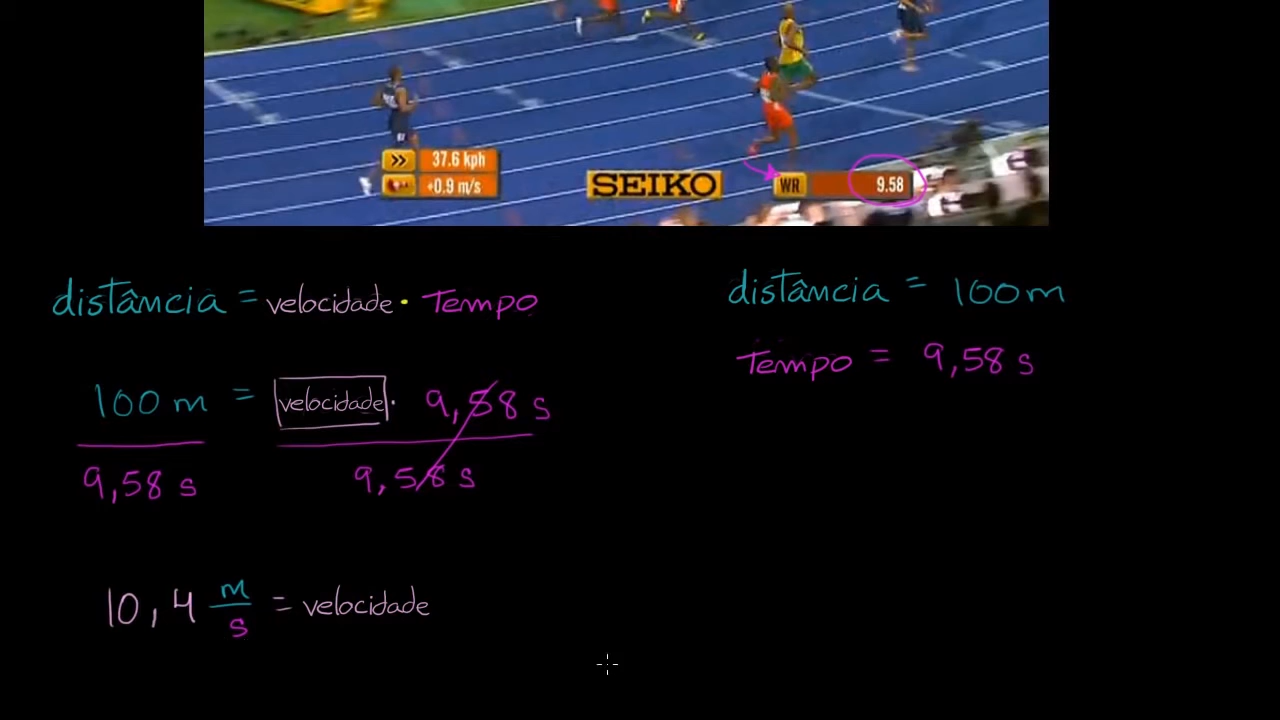 37.6 kph
+0.9 m/s
SEIKO
WR 9.58
distância = velocidade · Tempo
distância = 100 m
Tempo = 9,58 s
100 m = velocidade · 9,58 s
9,58 s 9,58 s
10,4 m/s = velocidade